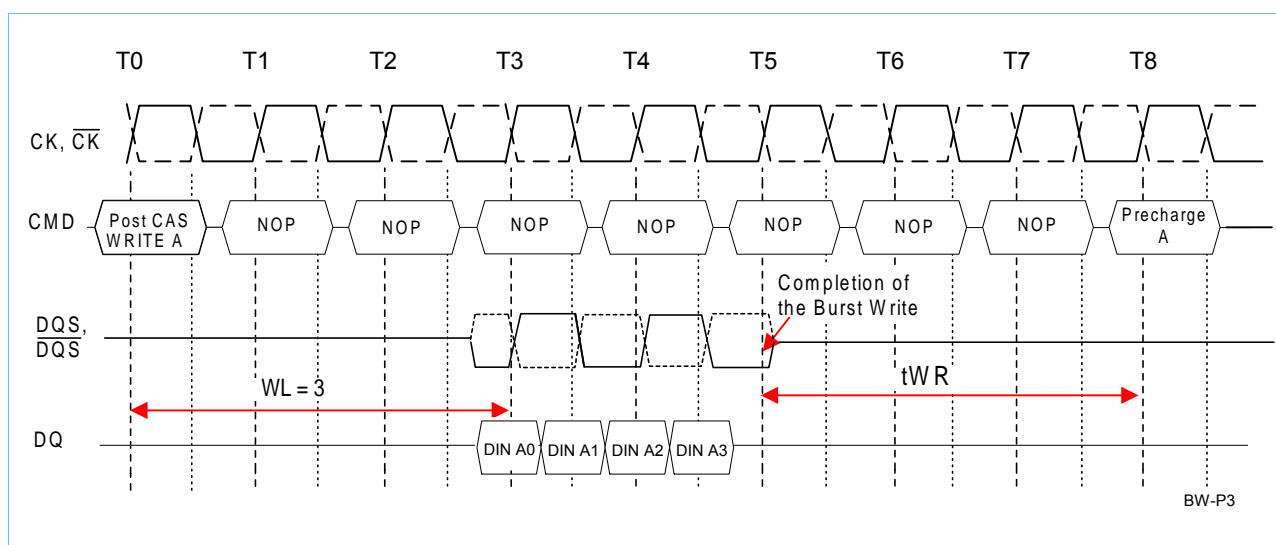 T0 T1 T2 T3 T4 T5 T6 T7 T8
CK, CK
CMD
Post CAS
WRITE A
NOP NOP NOP NOP NOP NOP NOP
Precharge
A
Completion of
the Burst Write
DQS,
DQS
WL = 3
tWR
DQ
DIN A0 DIN A1 DIN A2 DIN A3
BW-P3